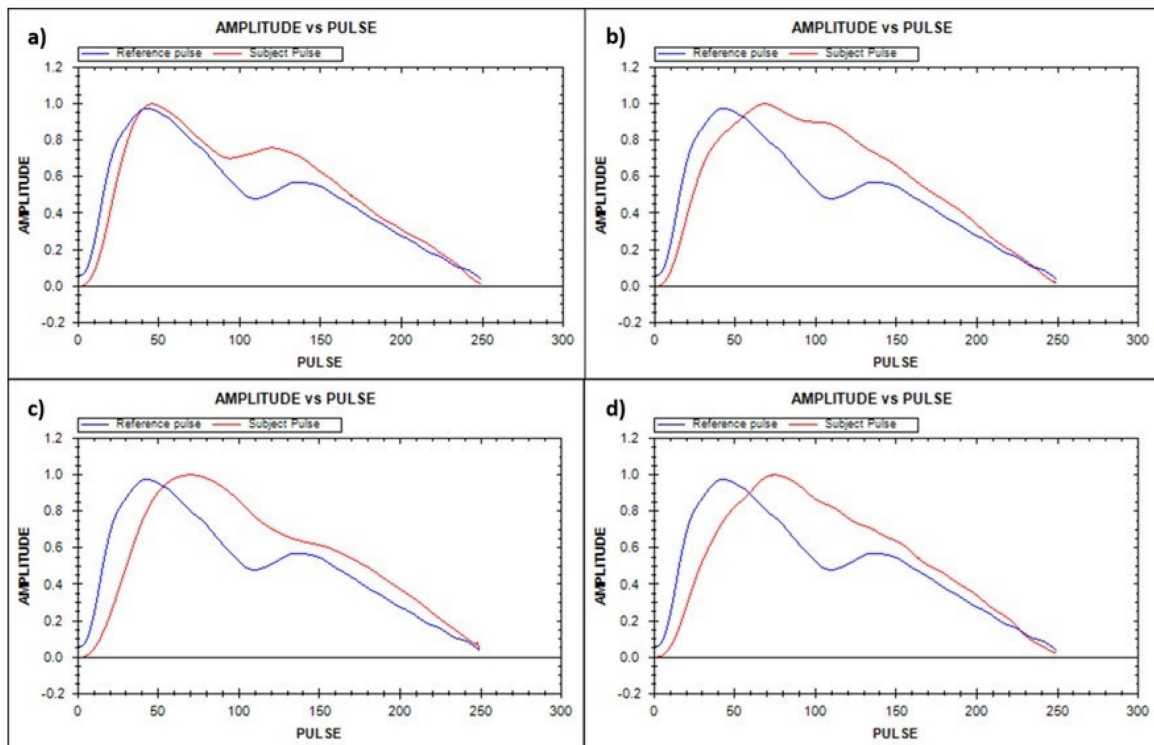 a)
AMPLITUDE vs PULSE
Reference pulse Subject Pulse
1.2
1.0
0.8
0.6
0.4
0.2
0.0
-0.2
AMPLITUDE
0 50 100 150 200 250 300
PULSE
b)
AMPLITUDE vs PULSE
Reference pulse Subject Pulse
1.2
1.0
0.8
0.6
0.4
0.2
0.0
-0.2
AMPLITUDE
0 50 100 150 200 250 300
PULSE
c)
AMPLITUDE vs PULSE
Reference pulse Subject Pulse
1.2
1.0
0.8
0.6
0.4
0.2
0.0
-0.2
AMPLITUDE
0 50 100 150 200 250 300
PULSE
d)
AMPLITUDE vs PULSE
Reference pulse Subject Pulse
1.2
1.0
0.8
0.6
0.4
0.2
0.0
-0.2
AMPLITUDE
0 50 100 150 200 250 300
PULSE